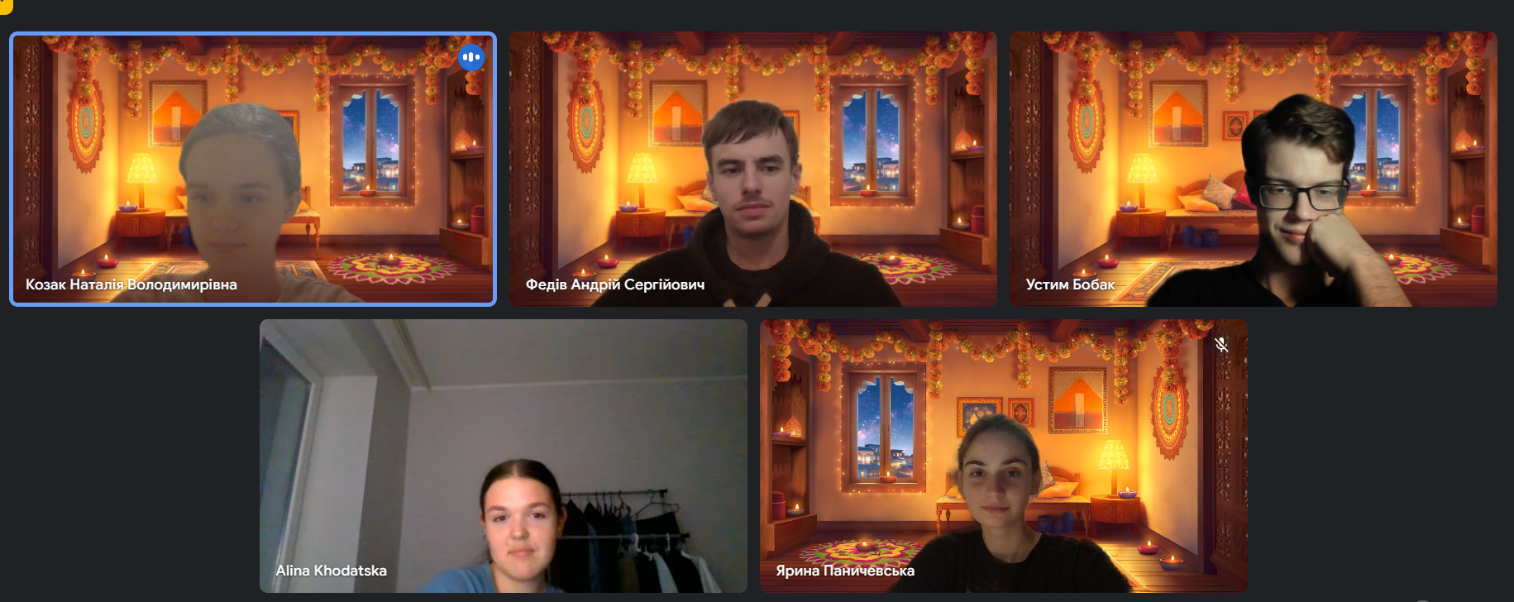 Козак Наталія Володимирівна
Федів Андрій Сергійович
Устим Бобак
Alina Khodatska
Ярина Паничевська